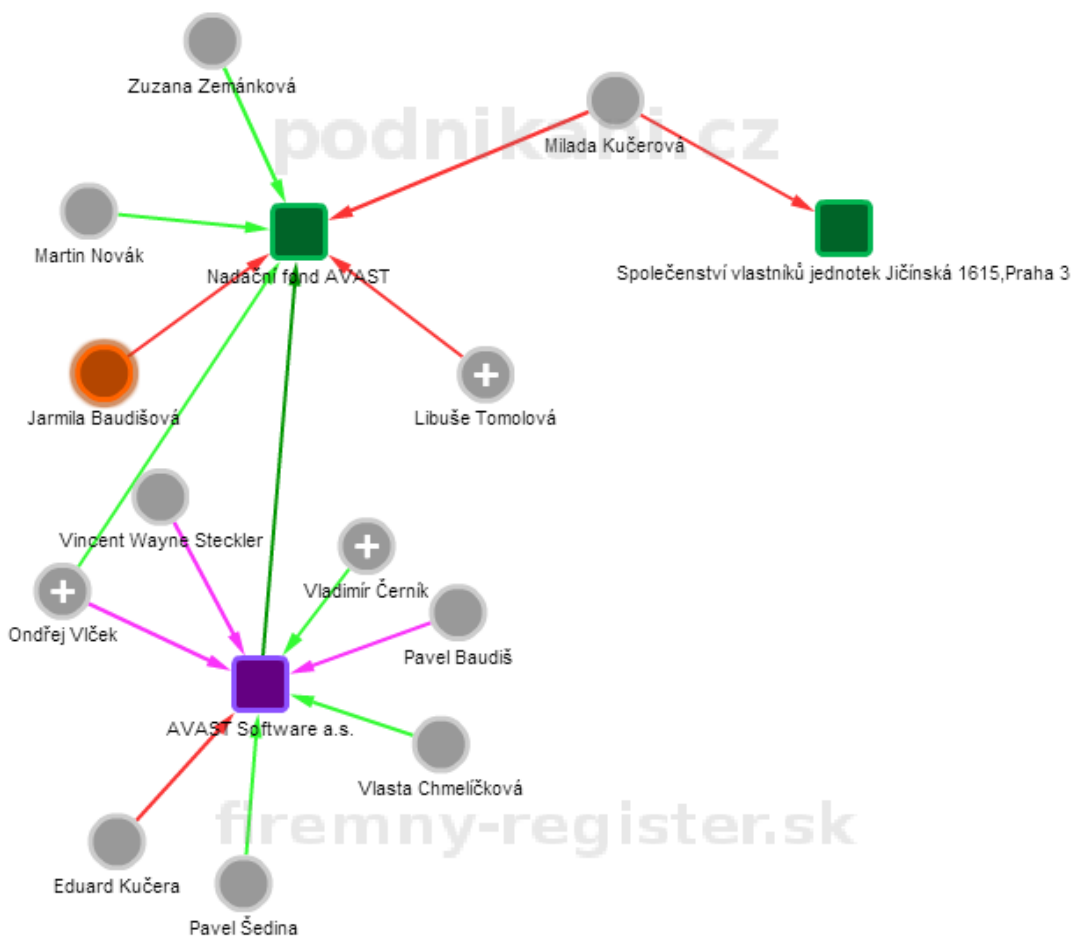 Zuzana Zemánková
podnikani.cz
Milada Kučerová
Martin Novák
Nadační fond AVAST
Společenství vlastníků jednotek Jičínská 1615,Praha 3
Jarmila Baudišová
Libuše Tomolová
Vincent Wayne Steckler
Vladimír Černík
Ondřej Vlček
Pavel Baudiš
AVAST Software a.s.
Vlasta Chmelíčková
firemny-register.sk
Eduard Kučera
Pavel Šedina